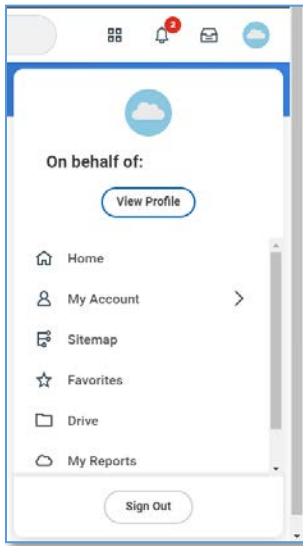 2
On behalf of:
View Profile
Home
My Account
Sitemap
Favorites
Drive
My Reports
Sign Out